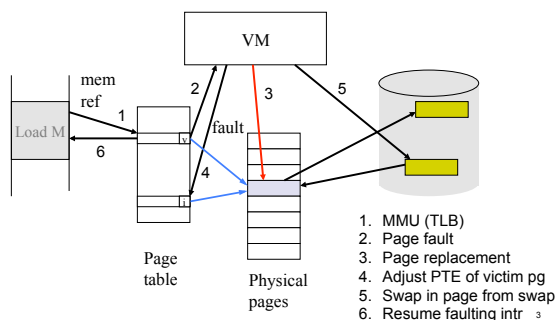 VM
mem
ref
Load M
1
6
2
fault
3
5
4
v
i
Page
table
Physical
pages
1. MMU (TLB)
2. Page fault
3. Page replacement
4. Adjust PTE of victim pg
5. Swap in page from swap
6. Resume faulting intr
3